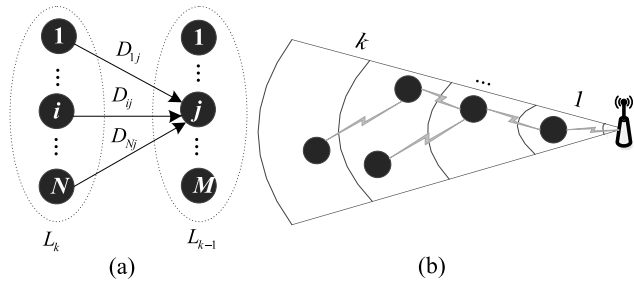 1
D1j
⋮
i
Dij
⋮
DNj
N
Lk
1
⋮
j
⋮
M
Lk−1
(a)
k
...
1
(b)